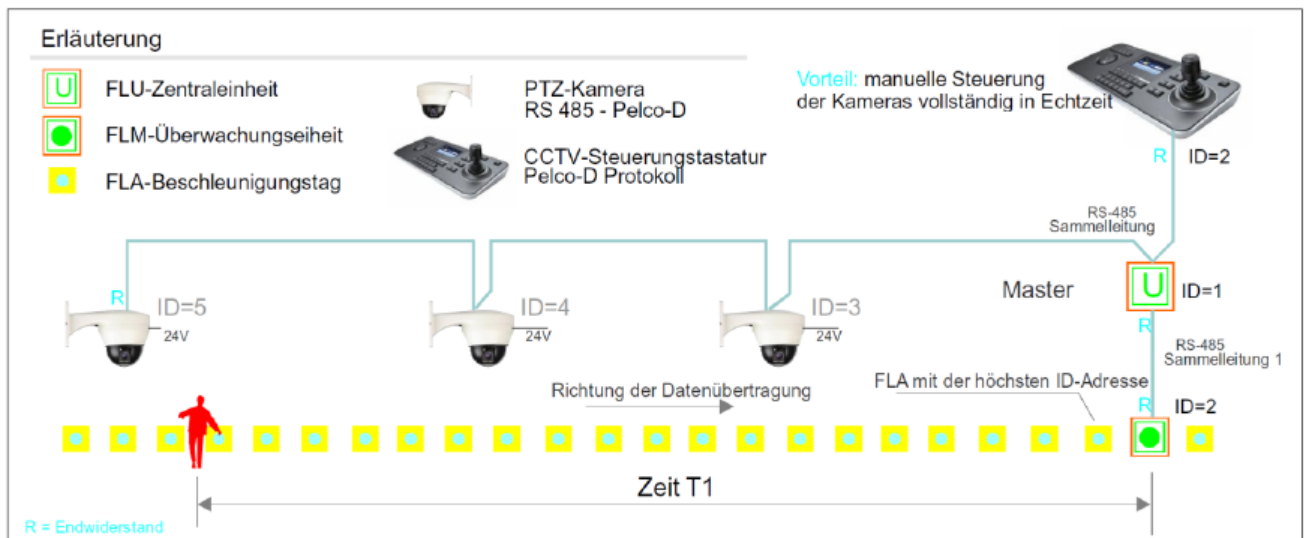 Erläuterung
U
FLU-Zentraleinheit
FLM-Überwachungseiheit
FLA-Beschleunigungstag
PTZ-Kamera
RS 485 - Pelco-D
CCTV-Steuerungstastatur
Pelco-D Protokoll
Vorteil: manuelle Steuerung
der Kameras vollständig in Echtzeit
R
ID=2
RS-485
Sammelleitung
R
ID=5
24V
ID=4
24V
ID=3
24V
Master
U
ID=1
R
RS-485
Sammelleitung 1
Richtung der Datenübertragung
FLA mit der höchsten ID-Adresse
R
ID=2
Zeit T1
R = Endwiderstand